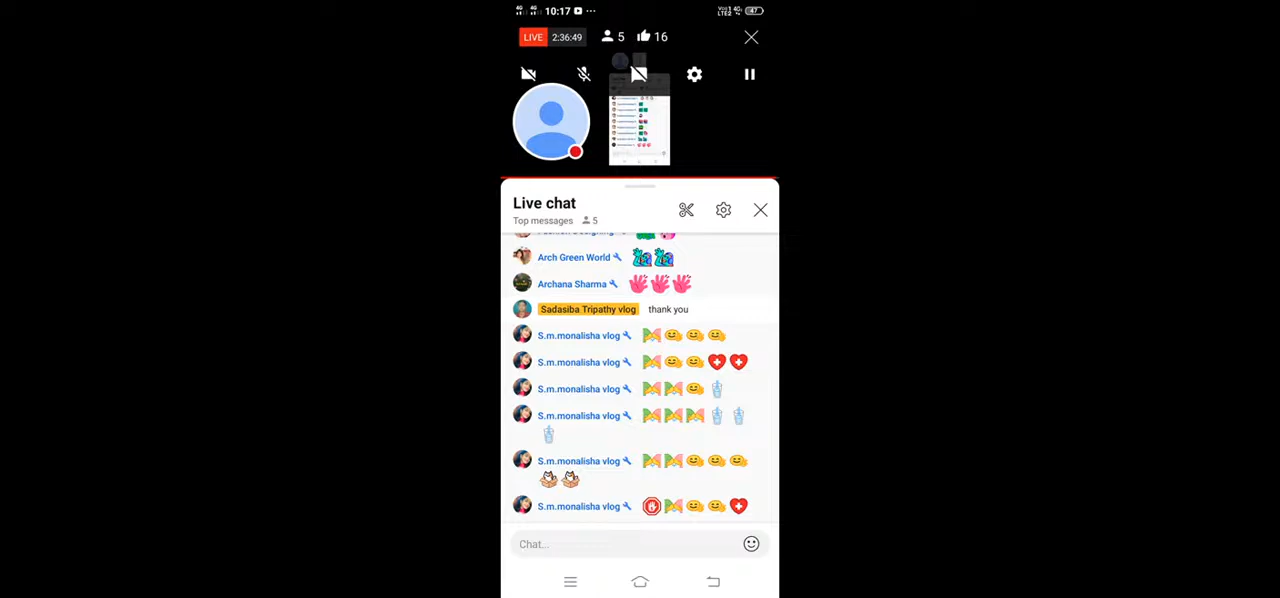 10:17
LIVE 2:36:49 5 16
Live chat
Top messages 5
Arch Green World
Archana Sharma
Sadasiba Tripathy vlog thank you
S.m.monalisha vlog
S.m.monalisha vlog
S.m.monalisha vlog
S.m.monalisha vlog
S.m.monalisha vlog
S.m.monalisha vlog
Chat...